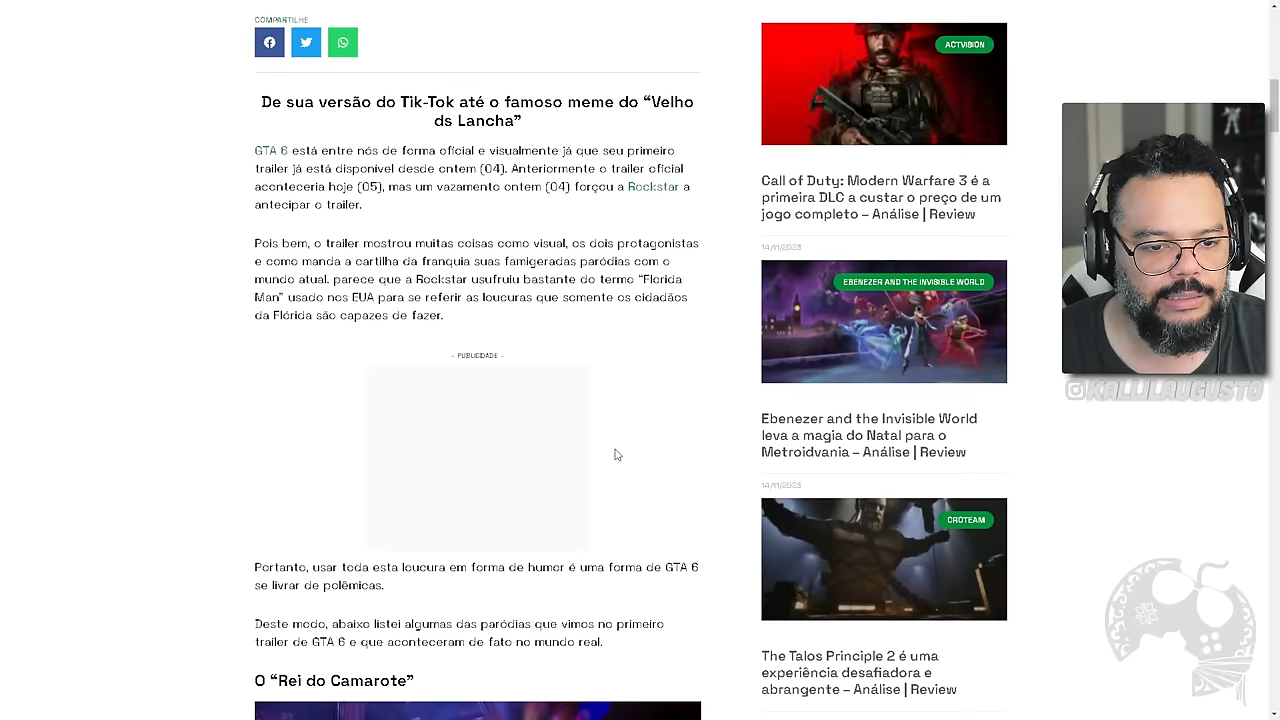 COMPARTILHE
De sua versão do Tik-Tok até o famoso meme do “Velho
ds Lancha”
GTA 6 está entre nós de forma oficial e visualmente já que seu primeiro
trailer já está disponível desde ontem (04). Anteriormente o trailer oficial
aconteceria hoje (05), mas um vazamento ontem (04) forçou a Rockstar a
antecipar o trailer.
Pois bem, o trailer mostrou muitas coisas como visual, os dois protagonistas
e como manda a cartilha da franquia suas famigeradas paródias com o
mundo atual. parece que a Rockstar usufruiu bastante do termo “Florida
Man” usado nos EUA para se referir as loucuras que somente os cidadãos
da Flórida são capazes de fazer.
- PUBLICIDADE -
Portanto, usar toda esta loucura em forma de humor é uma forma de GTA 6
se livrar de polêmicas.
Deste modo, abaixo listei algumas das paródias que vimos no primeiro
trailer de GTA 6 e que aconteceram de fato no mundo real.
O “Rei do Camarote”
ACTVISION
Call of Duty: Modern Warfare 3 é a
primeira DLC a custar o preço de um
jogo completo – Análise | Review
14/11/2023
EBENEZER AND THE INVISIBLE WORLD
Ebenezer and the Invisible World
leva a magia do Natal para o
Metroidvania – Análise | Review
14/11/2023
CROTEAM
The Talos Principle 2 é uma
experiência desafiadora e
abrangente – Análise | Review
KALLILAUGUSTO